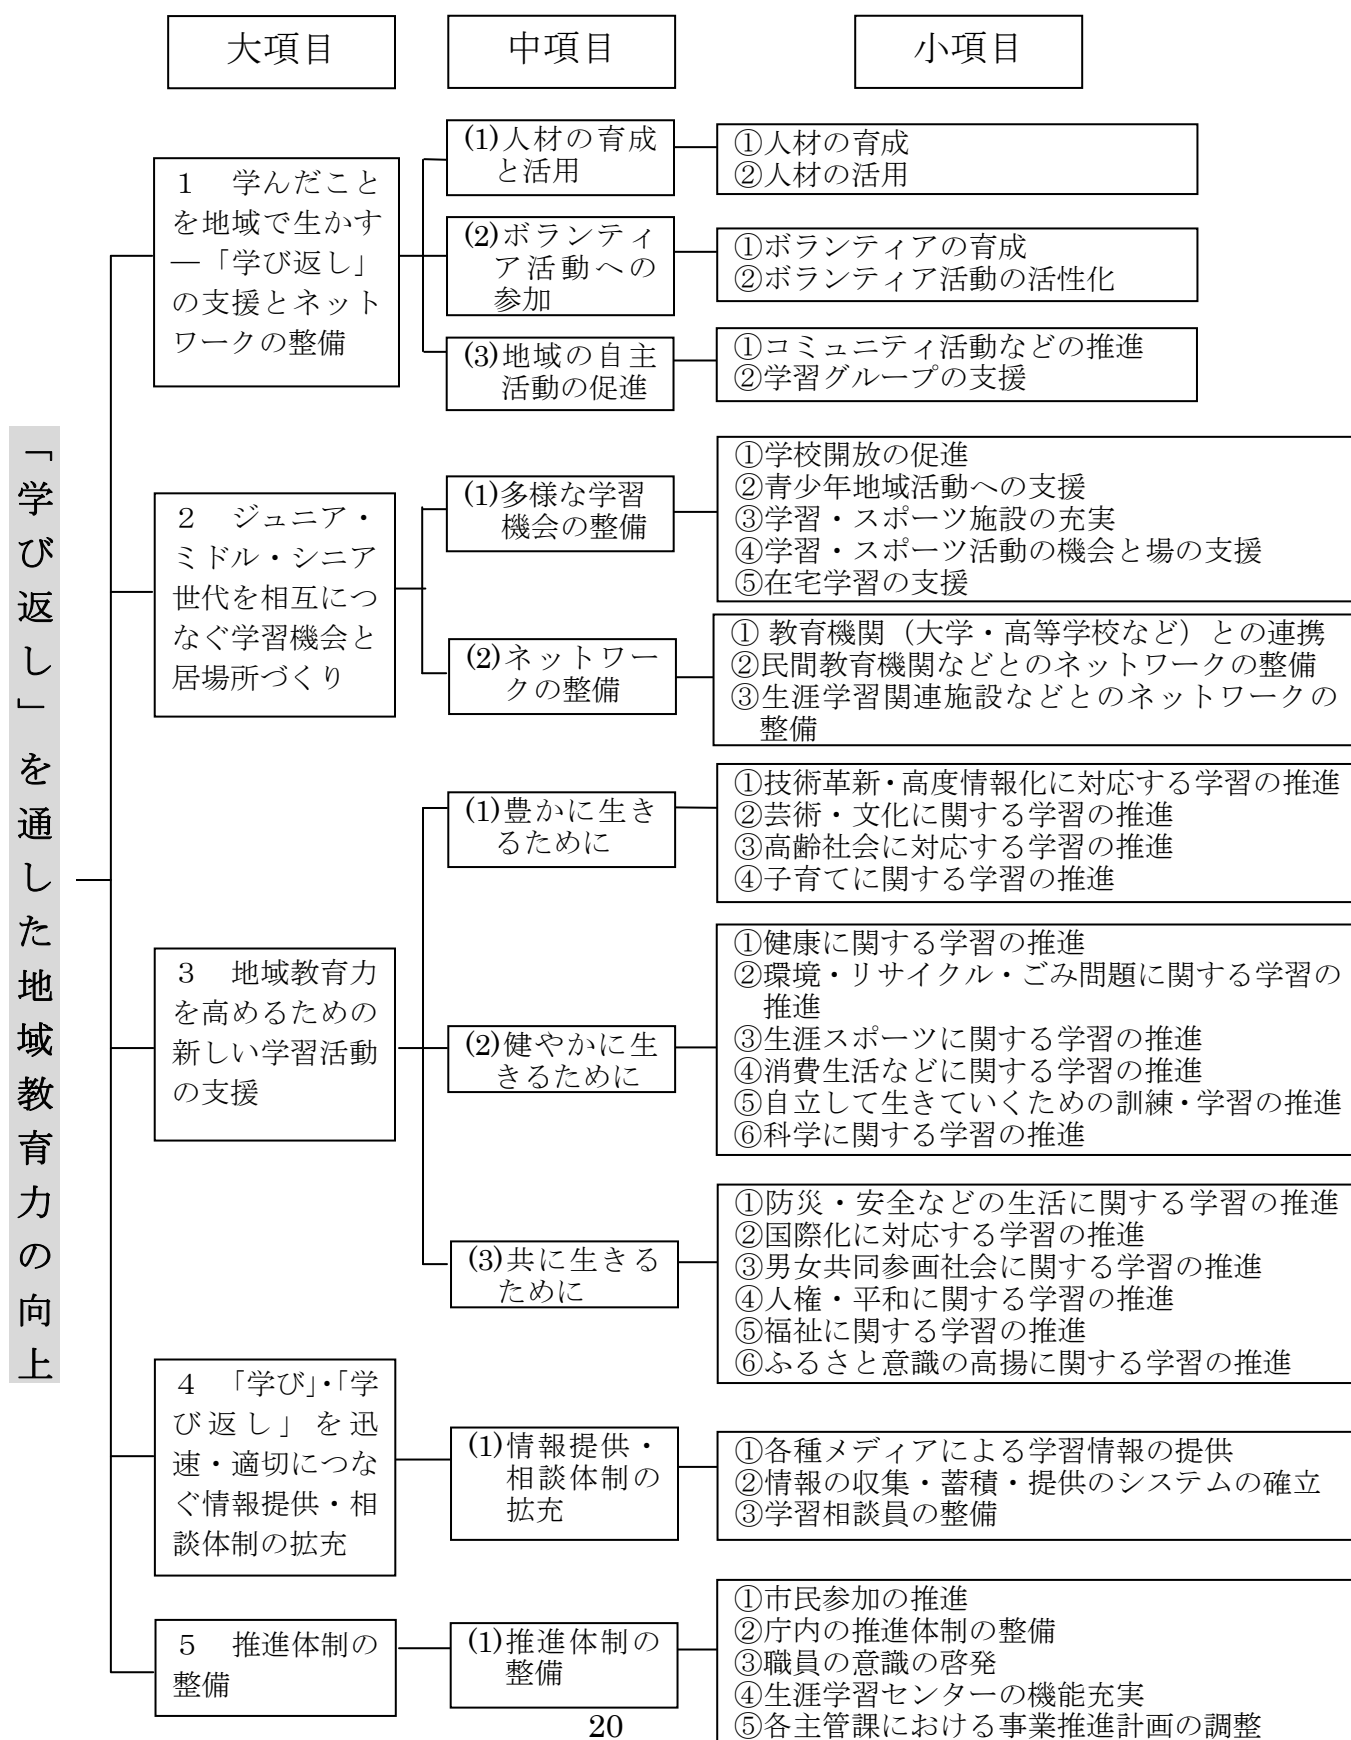 大項目
中項目
小項目
「学び返し」を通した地域教育力の向上
1 学んだこと
を地域で生かす
―「学び返し」
の支援とネット
ワークの整備
(1)人材の育成
と活用
①人材の育成
②人材の活用
(2)ボランティ
ア活動への
参加
①ボランティアの育成
②ボランティア活動の活性化
(3)地域の自主
活動の促進
①コミュニティ活動などの推進
②学習グループの支援
2 ジュニア・
ミドル・シニア
世代を相互につ
なぐ学習機会と
居場所づくり
(1)多様な学習
機会の整備
①学校開放の促進
②青少年地域活動への支援
③学習・スポーツ施設の充実
④学習・スポーツ活動の機会と場の支援
⑤在宅学習の支援
(2)ネットワー
クの整備
① 教育機関（大学・高等学校など）との連携
②民間教育機関などとのネットワークの整備
③生涯学習関連施設などとのネットワークの
整備
3 地域教育力
を高めるための
新しい学習活動
の支援
(1)豊かに生き
るために
①技術革新・高度情報化に対応する学習の推進
②芸術・文化に関する学習の推進
③高齢社会に対応する学習の推進
④子育てに関する学習の推進
(2)健やかに生
きるために
①健康に関する学習の推進
②環境・リサイクル・ごみ問題に関する学習の
推進
③生涯スポーツに関する学習の推進
④消費生活などに関する学習の推進
⑤自立して生きていくための訓練・学習の推進
⑥科学に関する学習の推進
(3)共に生きる
ために
①防災・安全などの生活に関する学習の推進
②国際化に対応する学習の推進
③男女共同参画社会に関する学習の推進
④人権・平和に関する学習の推進
⑤福祉に関する学習の推進
⑥ふるさと意識の高揚に関する学習の推進
4 「学び」・「学
び返し」を迅
速・適切につな
ぐ情報提供・相
談体制の拡充
(1)情報提供・
相談体制の
拡充
①各種メディアによる学習情報の提供
②情報の収集・蓄積・提供のシステムの確立
③学習相談員の整備
5 推進体制の
整備
(1)推進体制の
整備
①市民参加の推進
②庁内の推進体制の整備
③職員の意識の啓発
④生涯学習センターの機能充実
⑤各主管課における事業推進計画の調整
20